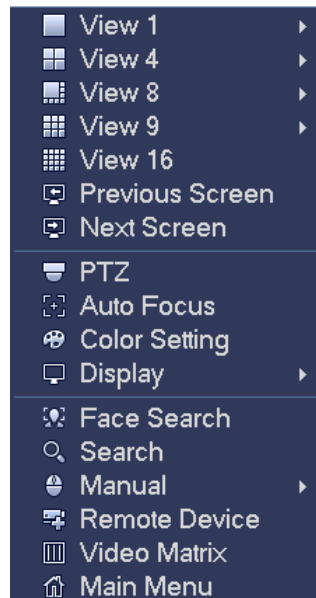 View 1
View 4
View 8
View 9
View 16
Previous Screen
Next Screen
PTZ
Auto Focus
Color Setting
Display
Face Search
Search
Manual
Remote Device
Video Matrix
Main Menu